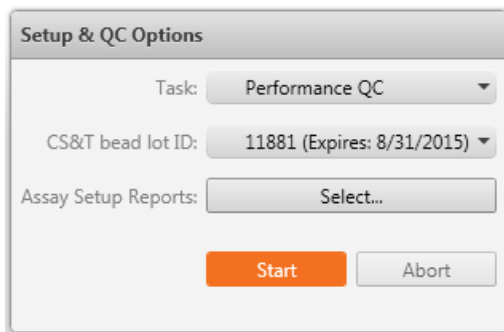 Setup & QC Options
Task: Performance QC
CS&T bead lot ID: 11881 (Expires: 8/31/2015)
Assay Setup Reports: Select...
Start Abort